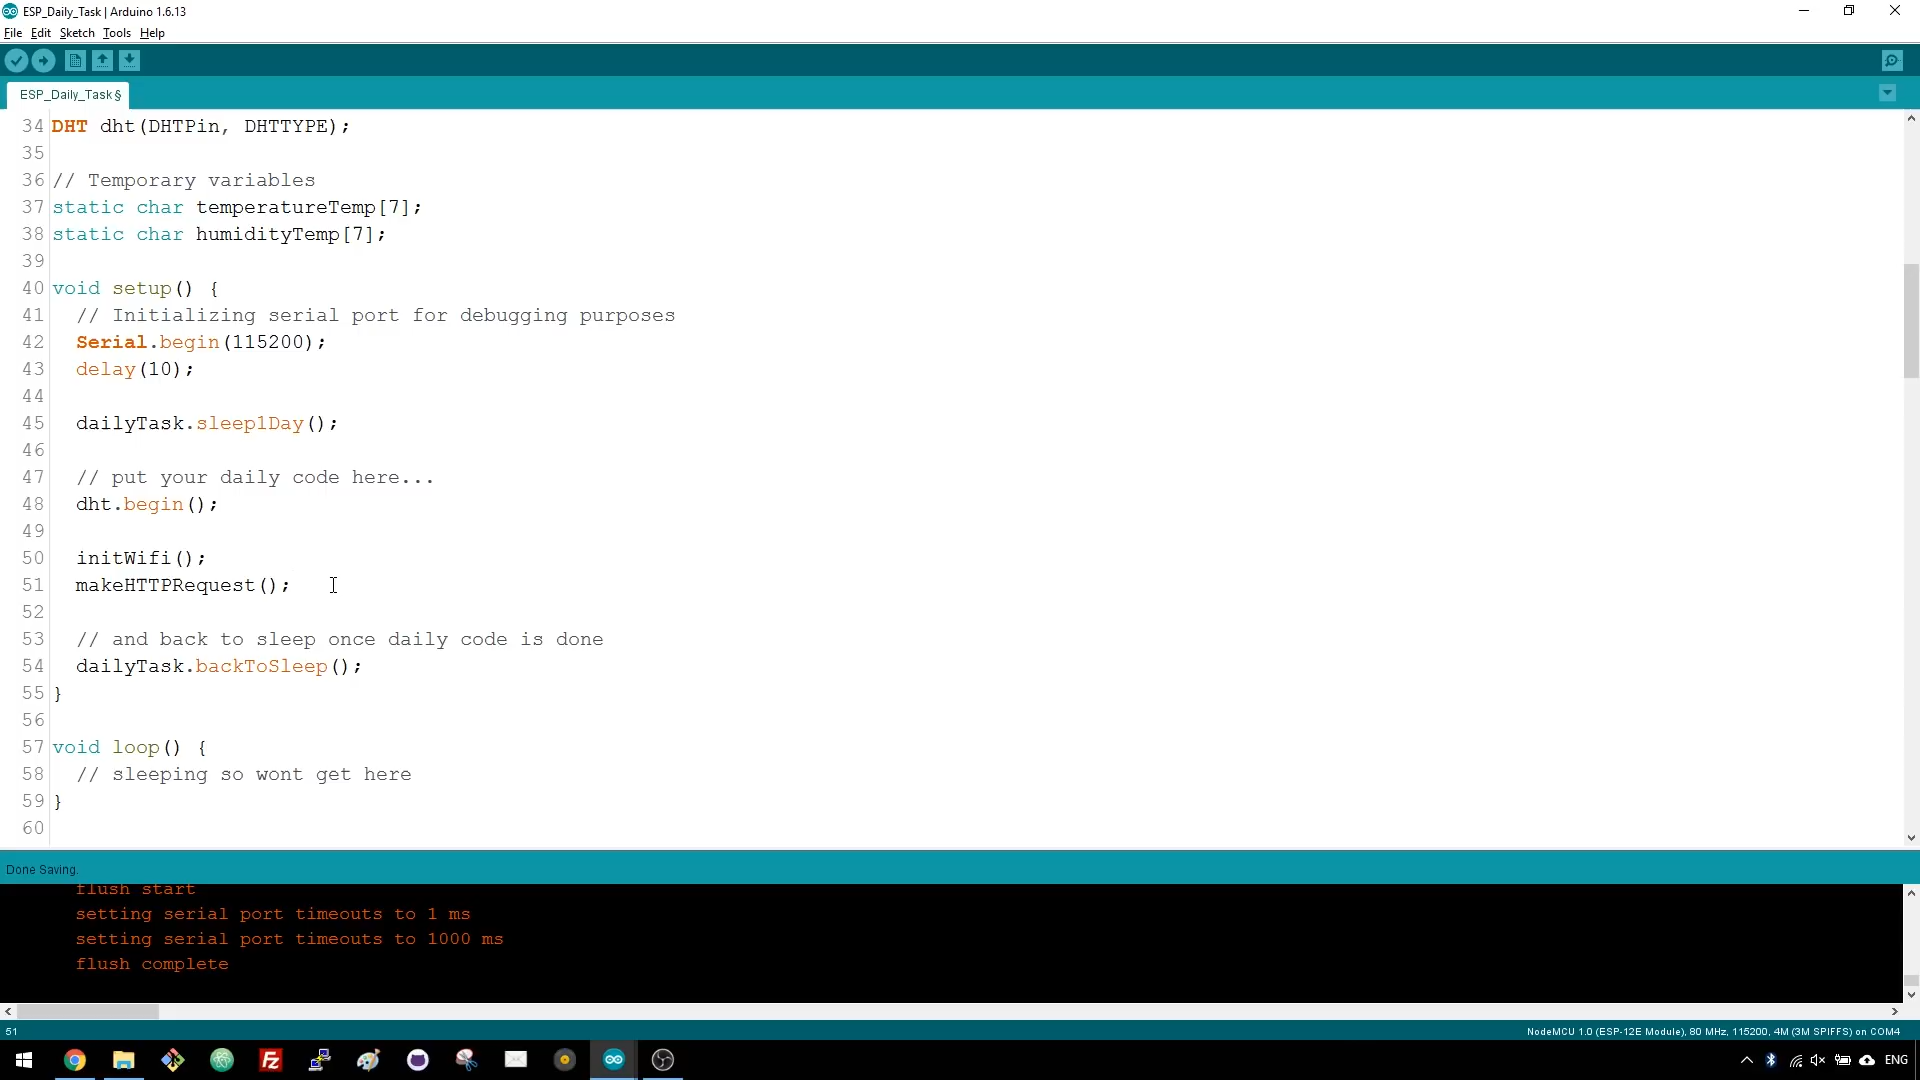 ESP_Daily_Task | Arduino 1.6.13
File Edit Sketch Tools Help
ESP_Daily_Task§
34 DHT dht(DHTPin, DHTTYPE);
35
36 // Temporary variables
37 static char temperatureTemp[7];
38 static char humidityTemp[7];
39
40 void setup() {
41 // Initializing serial port for debugging purposes
42 Serial.begin(115200);
43 delay(10);
44
45 dailyTask.sleep1Day();
46
47 // put your daily code here...
48 dht.begin();
49
50 initWifi();
51 makeHTTPRequest();
52
53 // and back to sleep once daily code is done
54 dailyTask.backToSleep();
55 }
56
57 void loop() {
58 // sleeping so wont get here
59 }
60
Done Saving.
flush start
setting serial port timeouts to 1 ms
setting serial port timeouts to 1000 ms
flush complete
51 NodeMCU 1.0 (ESP-12E Module), 80 MHz, 115200, 4M (3M SPIFFS) on COM4
Fz
ENG